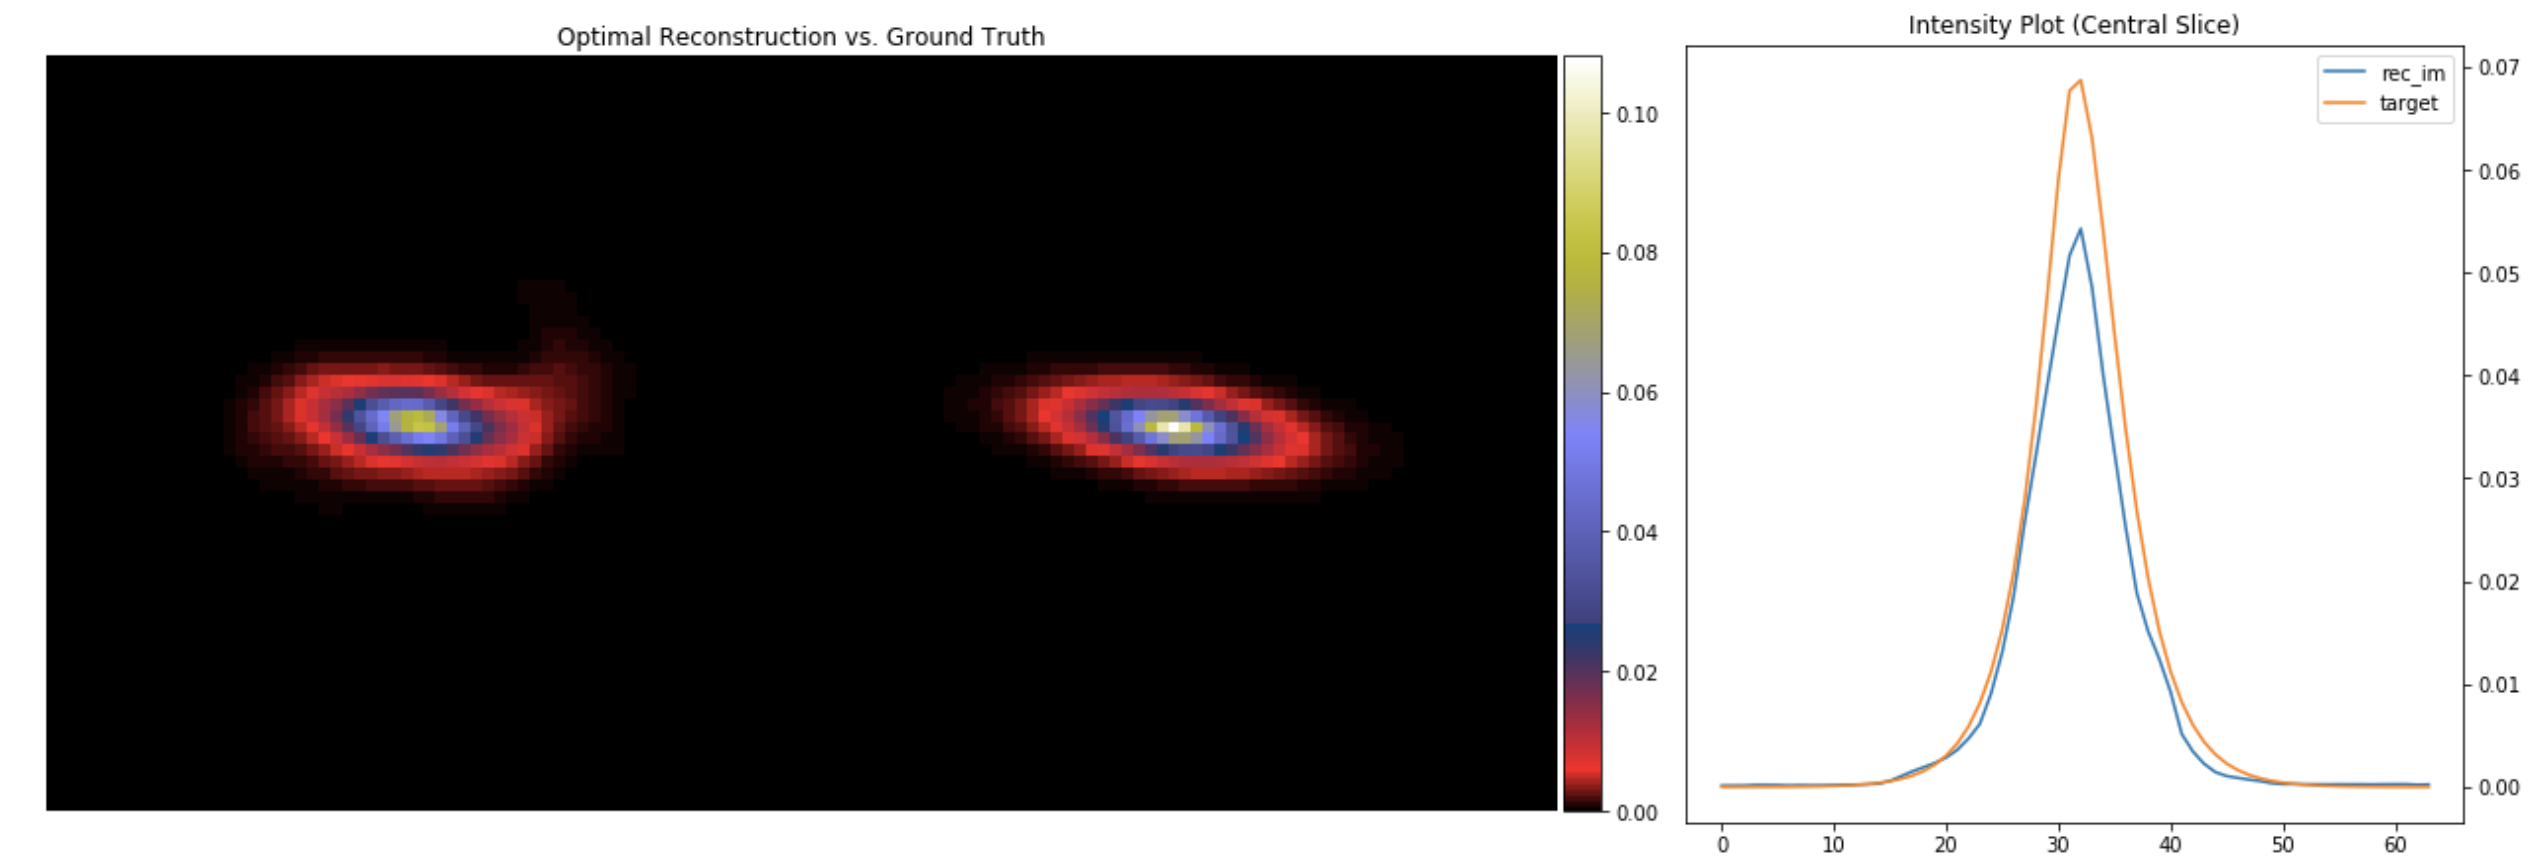 Optimal Reconstruction vs. Ground Truth
0.10
0.08
0.06
0.04
0.02
0.00
Intensity Plot (Central Slice)
rec_im
target
0.07
0.06
0.05
0.04
0.03
0.02
0.01
0.00
0 10 20 30 40 50 60